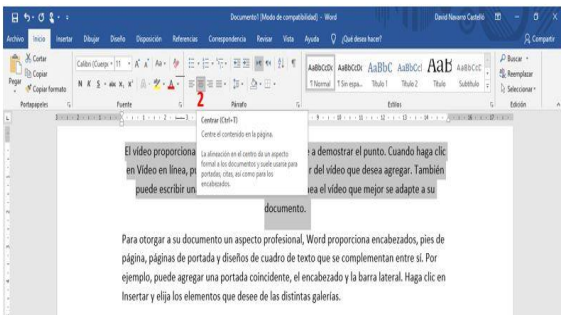 Documento1 [Modo de compatibilidad] - Word
David Navarro Castelló
Archivo Inicio Insertar Dibujar Diseño Disposición Referencias Correspondencia Revisar Vista Ayuda ¿Qué desea hacer? Compartir
Pegar
Cortar
Copiar
Copiar formato
Portapapeles
Calibri (Cuerpo 11
N K S abc
Fuente
2
Párrafo
AaBbCcDc AaBbCcDc AaBbC AaBbCcI AaB AaBbCcC
1 Normal 1 Sin espa... Título 1 Título 2 Título Subtítulo
Estilos
Buscar
Reemplazar
Seleccionar
Edición
Centrar (Ctrl+T)
Centre el contenido en la página.
La alineación en el centro da un aspecto
formal a los documentos y suele usarse para
portadas, citas, así como para los
encabezados.
El vídeo proporciona a demostrar el punto. Cuando haga clic
en Vídeo en línea, del vídeo que desea agregar. También
puede escribir el vídeo que mejor se adapte a su
documento.
Para otorgar a su documento un aspecto profesional, Word proporciona encabezados, pies de
página, páginas de portada y diseños de cuadro de texto que se complementan entre sí. Por
ejemplo, puede agregar una portada coincidente, el encabezado y la barra lateral. Haga clic en
Insertar y elija los elementos que desee de las distintas galerías.